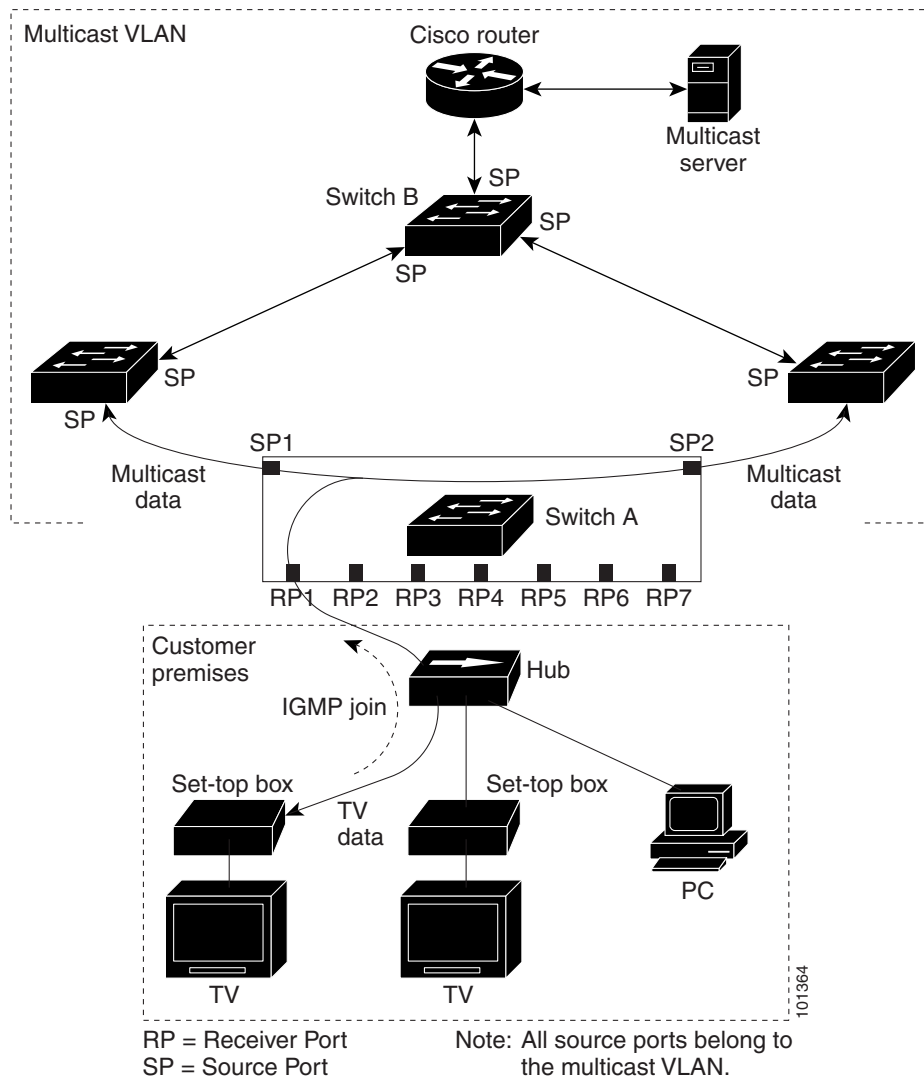 Multicast VLAN
Cisco router
Multicast
server
SP
Switch B
SP
SP
SP
SP
SP
SP1
SP2
Multicast
data
Multicast
data
Switch A
RP1 RP2 RP3 RP4 RP5 RP6 RP7
Customer
premises
Hub
IGMP join
Set-top box
Set-top box
TV
data
PC
TV
TV
101364
RP = Receiver Port
SP = Source Port
Note: All source ports belong to
the multicast VLAN.